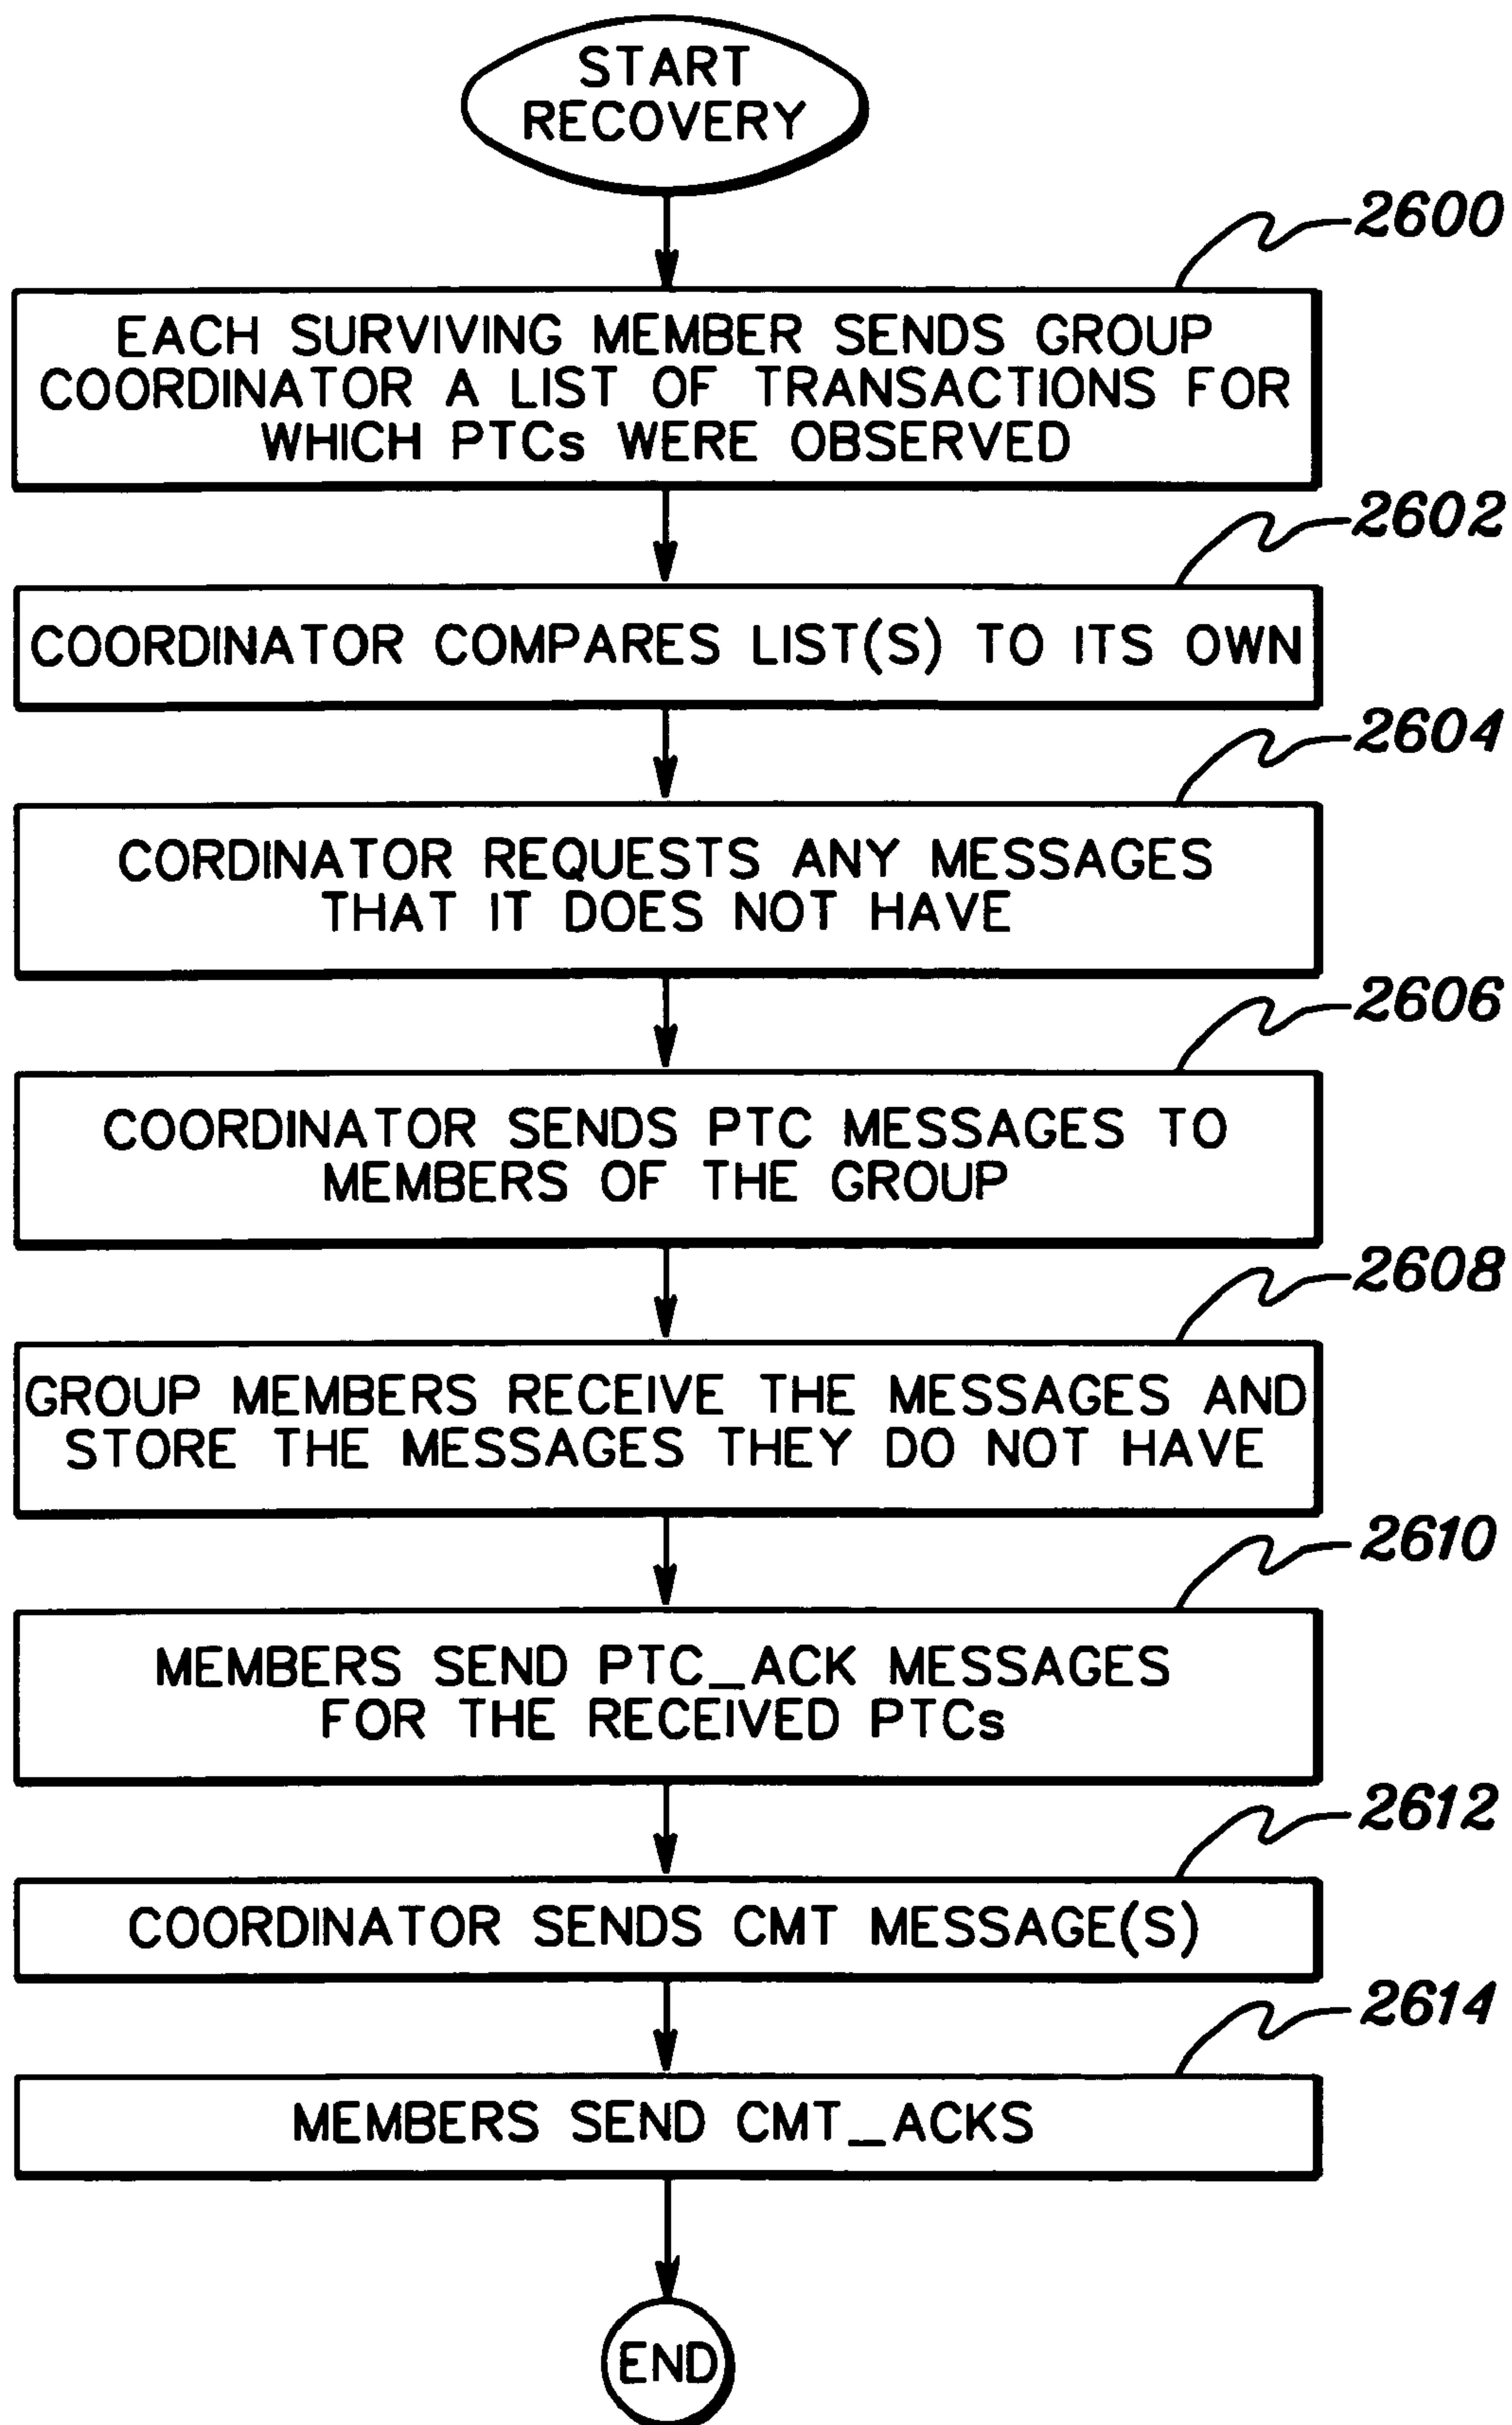 START
RECOVERY
2600
EACH SURVIVING MEMBER SENDS GROUP
COORDINATOR A LIST OF TRANSACTIONS FOR
WHICH PTCs WERE OBSERVED
2602
COORDINATOR COMPARES LIST(S) TO ITS OWN
2604
CORDINATOR REQUESTS ANY MESSAGES
THAT IT DOES NOT HAVE
2606
COORDINATOR SENDS PTC MESSAGES TO
MEMBERS OF THE GROUP
2608
GROUP MEMBERS RECEIVE THE MESSAGES AND
STORE THE MESSAGES THEY DO NOT HAVE
2610
MEMBERS SEND PTC_ACK MESSAGES
FOR THE RECEIVED PTCs
2612
COORDINATOR SENDS CMT MESSAGE(S)
2614
MEMBERS SEND CMT_ACKS
END